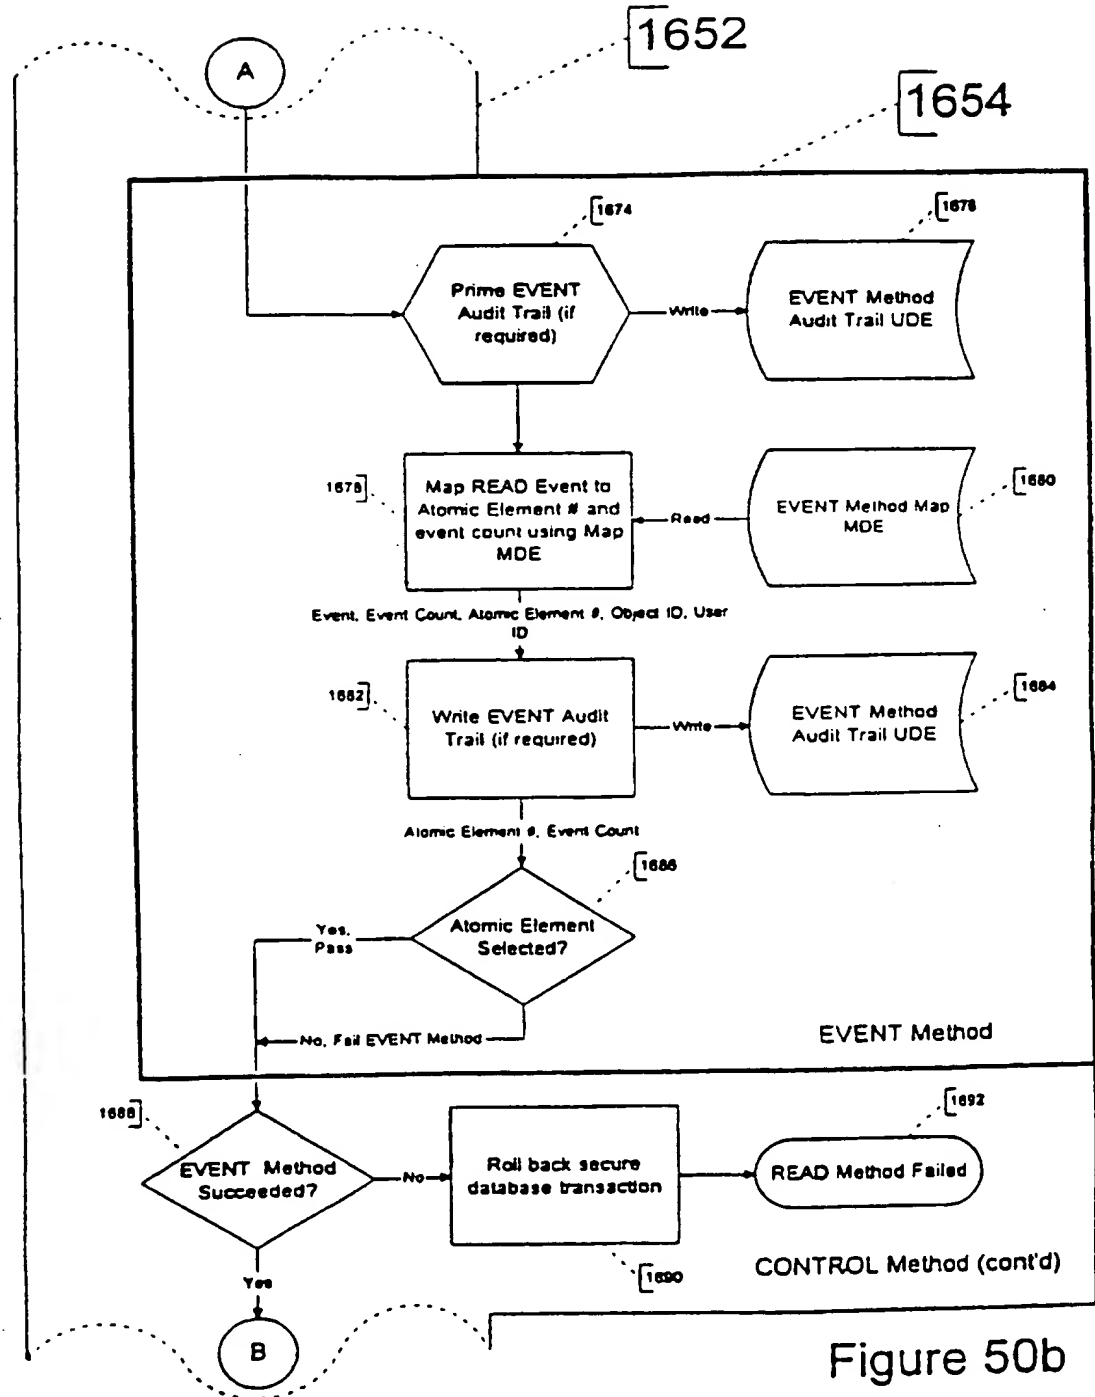 1652
A
1654
1674
1676
Prime EVENT
Audit Trail (if
required)
Write
EVENT Method
Audit Trail UDE
1678
Map READ Event to
Atomic Element # and
event count using Map
MDE
Read
EVENT Method Map
MDE
1680
Event, Event Count, Atomic Element #, Object ID, User
ID
1682
Write EVENT Audit
Trail (if required)
Write
EVENT Method
Audit Trail UDE
1684
Atomic Element #, Event Count
1686
Atomic Element
Selected?
Yes,
Pass
No, Fail EVENT Method
EVENT Method
1688
EVENT Method
Succeeded?
No
Roll back secure
database transaction
1692
READ Method Failed
1690
CONTROL Method (cont'd)
Yes
B
Figure 50b